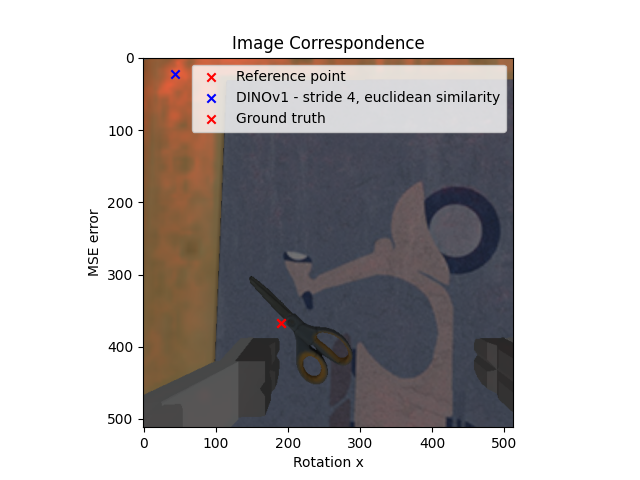 Image Correspondence
Reference point
DINOv1 - stride 4, euclidean similarity
Ground truth
MSE error
0
100
200
300
400
500
0 100 200 300 400 500
Rotation x